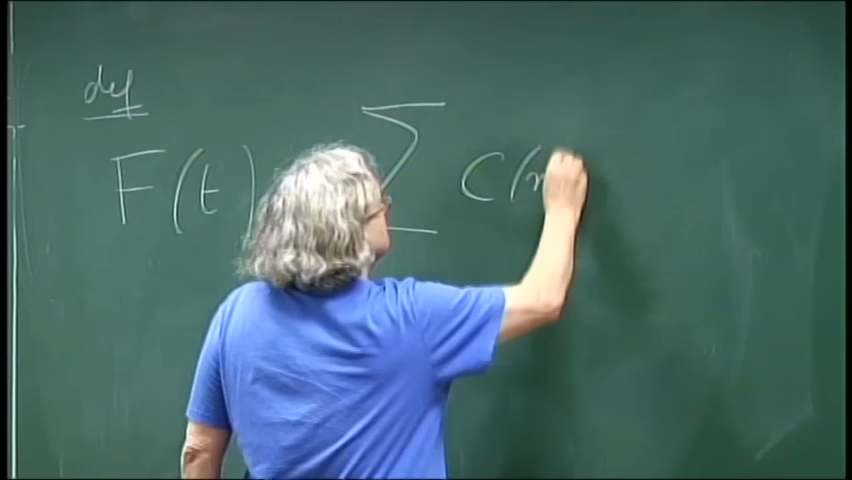 def
F(t) Σ C(n